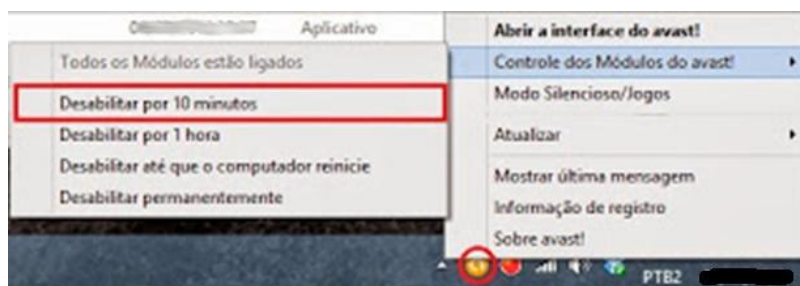 Aplicativo
Todos os Módulos estão ligados
Desabilitar por 10 minutos
Desabilitar por 1 hora
Desabilitar até que o computador reinicie
Desabilitar permanentemente
Abrir a interface do avast!
Controle dos Módulos do avast!
Modo Silencioso/Jogos
Atualizar
Mostrar última mensagem
Informação de registro
Sobre avast!
PTB2